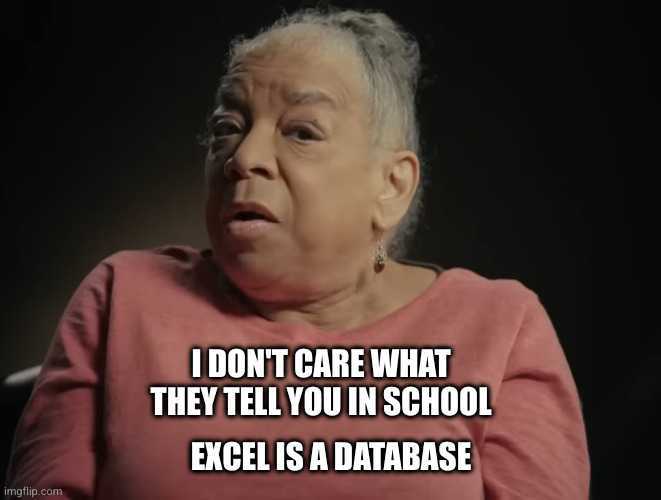 I DON'T CARE WHAT
THEY TELL YOU IN SCHOOL
EXCEL IS A DATABASE
imgflip.com